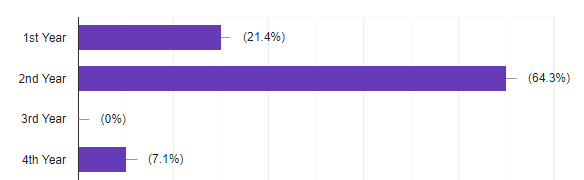 1st Year (21.4%)
2nd Year (64.3%)
3rd Year (0%)
4th Year (7.1%)